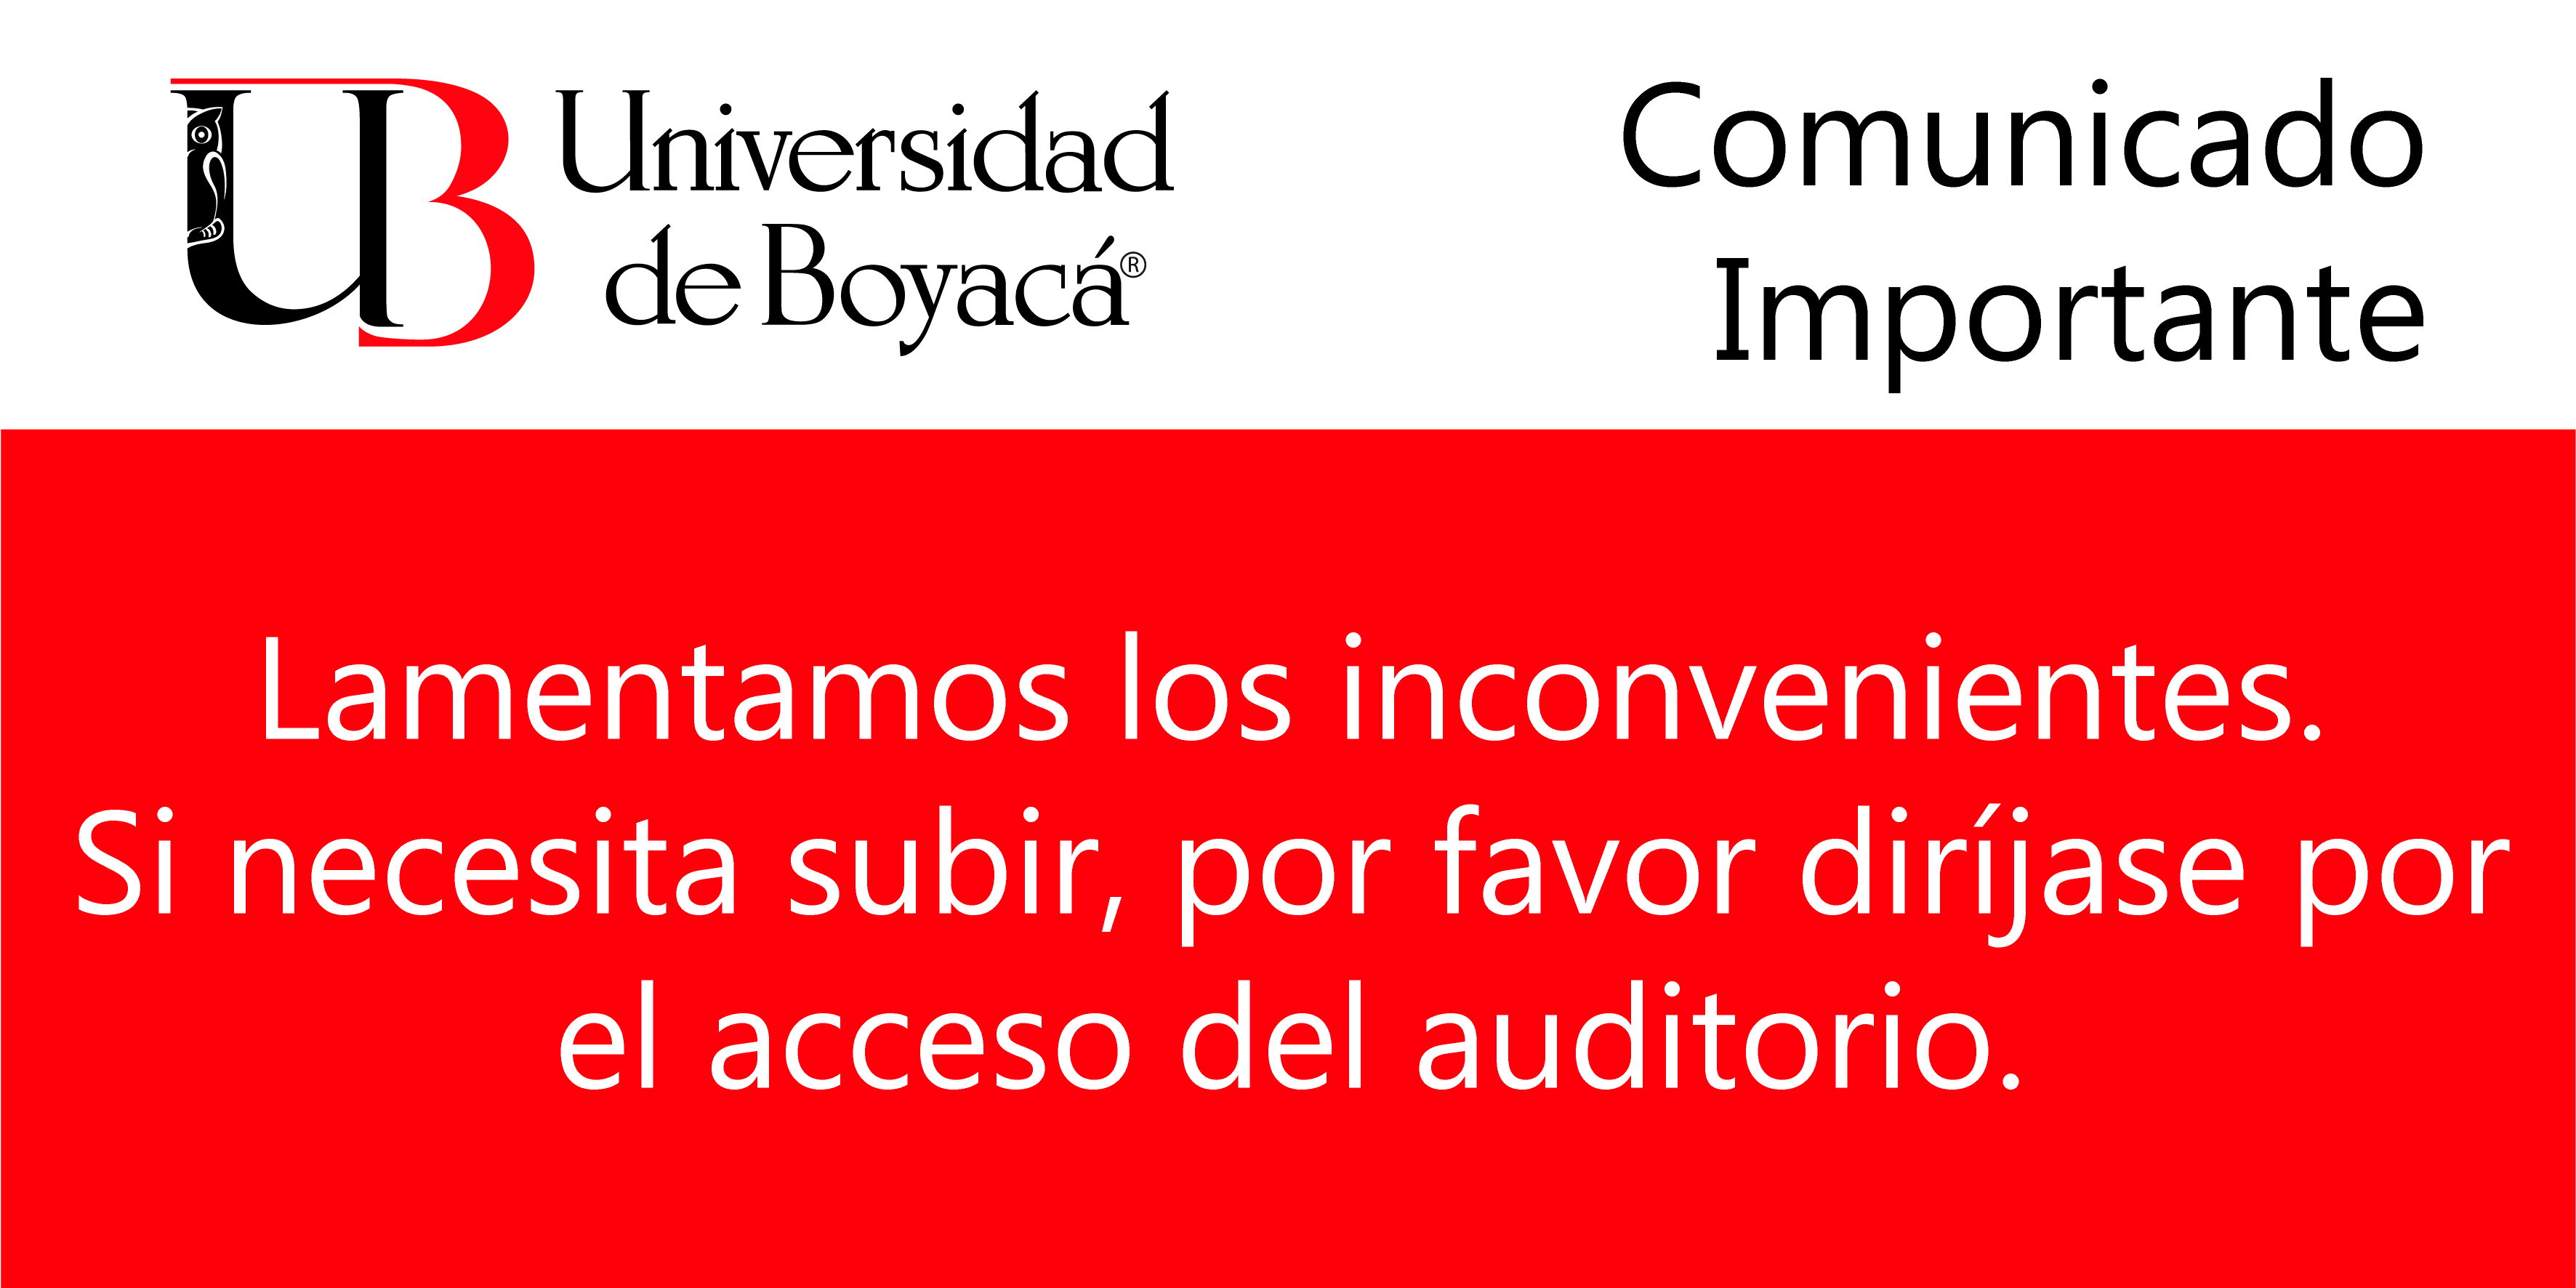 UB
Universidad
de Boyacá®
Comunicado
Importante
Lamentamos los inconvenientes.
Si necesita subir, por favor diríjase por
el acceso del auditorio.